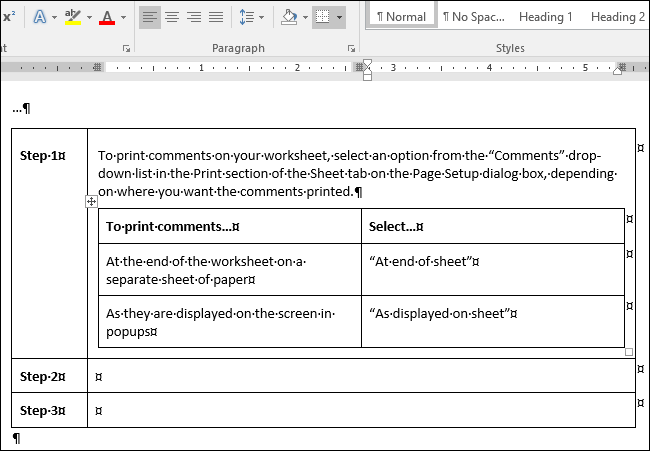 x² A ab A
¶ Normal ¶ No Spac... Heading 1 Heading 2
nt Paragraph Styles
1 2 3 4 5
...¶
Step·1¤ To·print·comments·on·your·worksheet,·select·an·option·from·the·“Comments”·drop-
down·list·in·the·Print·section·of·the·Sheet·tab·on·the·Page·Setup·dialog·box,·depending·
on·where·you·want·the·comments·printed.¶
To·print·comments...¤ Select...¤ ¤
At·the·end·of·the·worksheet·on·a· “At·end·of·sheet”¤ ¤
separate·sheet·of·paper¤
As·they·are·displayed·on·the·screen·in· “As·displayed·on·sheet”¤ ¤
popups¤
¤
Step·2¤ ¤ ¤
Step·3¤ ¤ ¤
¶